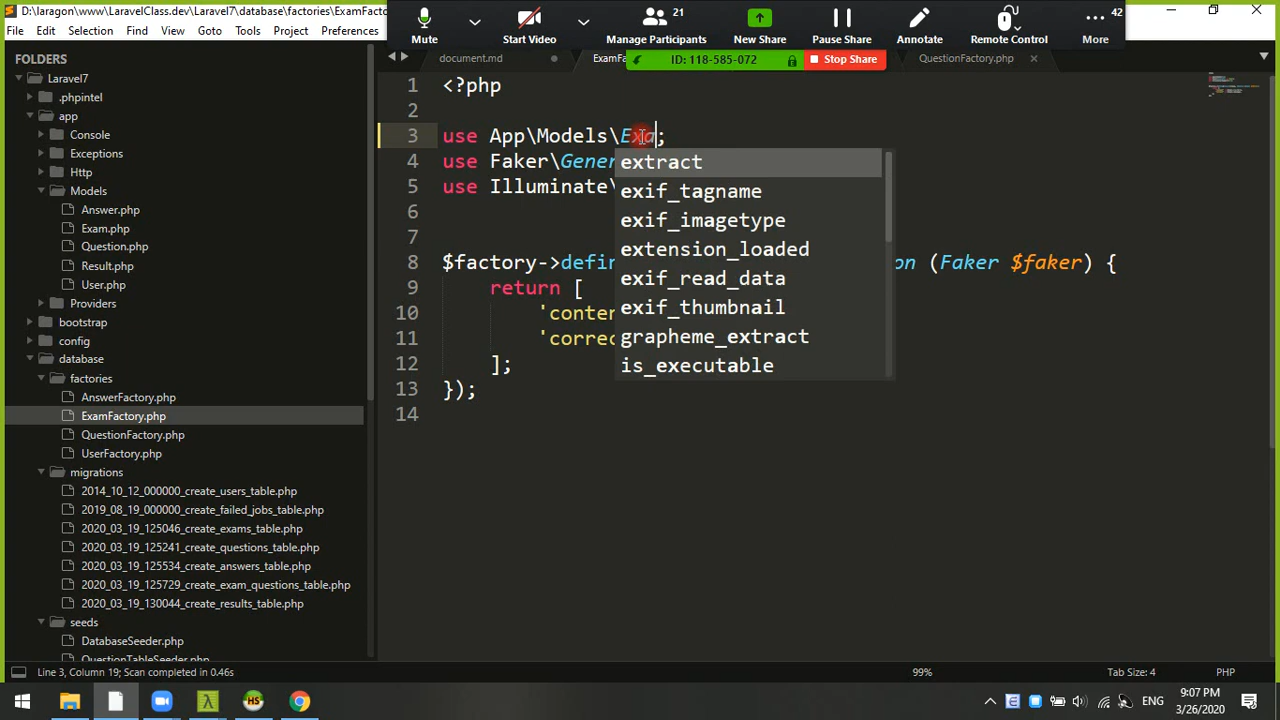 D:\laragon\www\LaravelClass.dev\Laravel7\database\factories\ExamFacto
File Edit Selection Find View Goto Tools Project Preferences
Mute
Start Video
21
Manage Participants
New Share
Pause Share
Annotate
Remote Control
42
More
ID: 118-585-072
Stop Share
document.md
ExamF
QuestionFactory.php
FOLDERS
Laravel7
.phpintel
app
Console
Exceptions
Http
Models
Answer.php
Exam.php
Question.php
Result.php
User.php
Providers
bootstrap
config
database
factories
AnswerFactory.php
ExamFactory.php
QuestionFactory.php
UserFactory.php
migrations
2014_10_12_000000_create_users_table.php
2019_08_19_000000_create_failed_jobs_table.php
2020_03_19_125046_create_exams_table.php
2020_03_19_125241_create_questions_table.php
2020_03_19_125534_create_answers_table.php
2020_03_19_125729_create_exam_questions_table.php
2020_03_19_130044_create_results_table.php
seeds
DatabaseSeeder.php
QuestionTableSeeder.php
1 <?php
2
3 use App\Models\Exa;
4 use Faker\Gener
5 use Illuminate\
6
7
8 $factory->defin on (Faker $faker) {
9 return [
10 'conten
11 'correc
12 ];
13 });
14
extract
exif_tagname
exif_imagetype
extension_loaded
exif_read_data
exif_thumbnail
grapheme_extract
is_executable
Line 3, Column 19; Scan completed in 0.46s
99%
Tab Size: 4
PHP
ENG
9:07 PM
3/26/2020